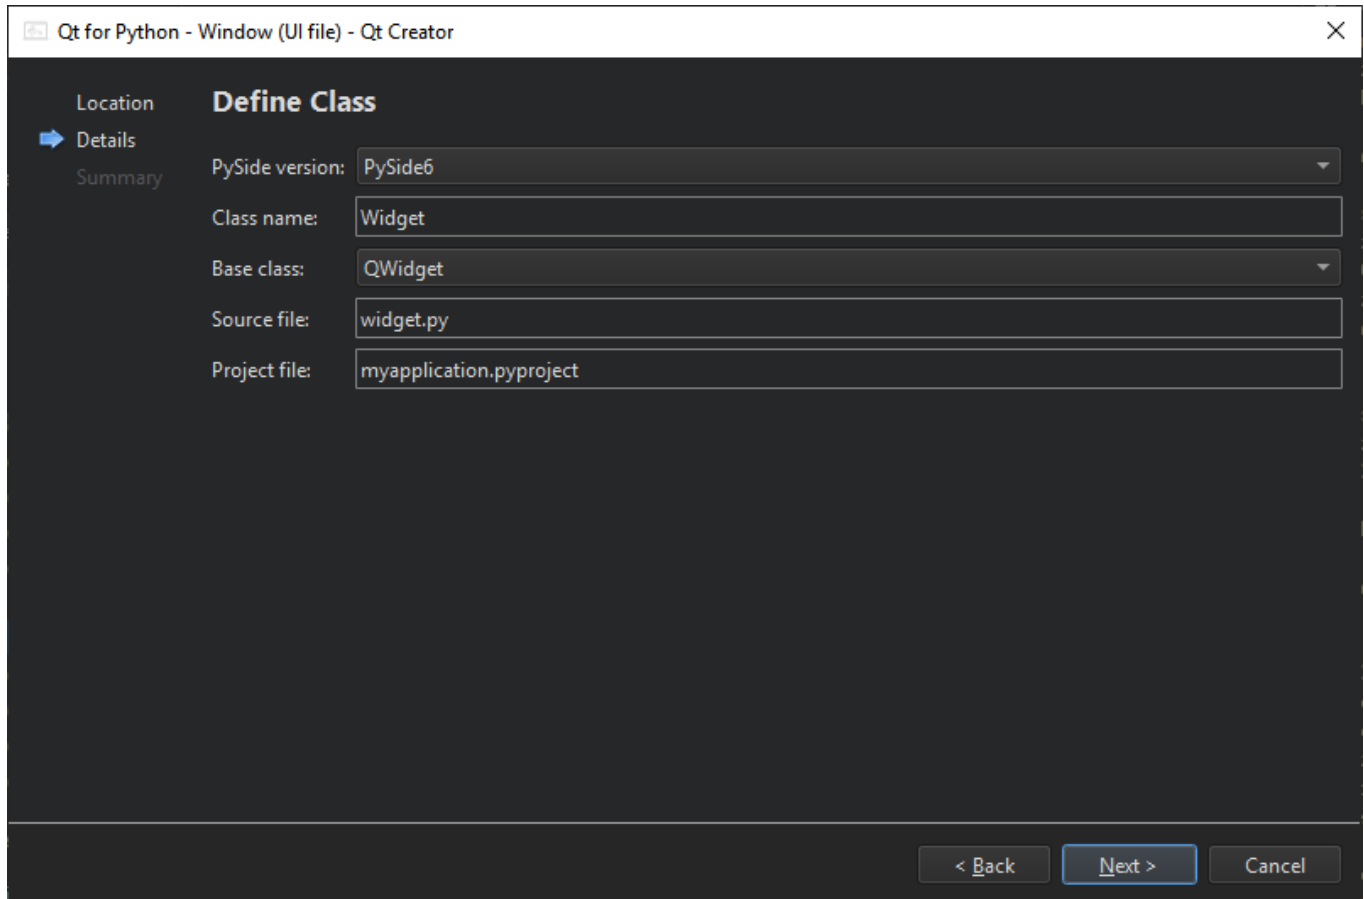 Qt for Python - Window (UI file) - Qt Creator
Location
Details
Summary
Define Class
PySide version: PySide6
Class name: Widget
Base class: QWidget
Source file: widget.py
Project file: myapplication.pyproject
< Back Next > Cancel